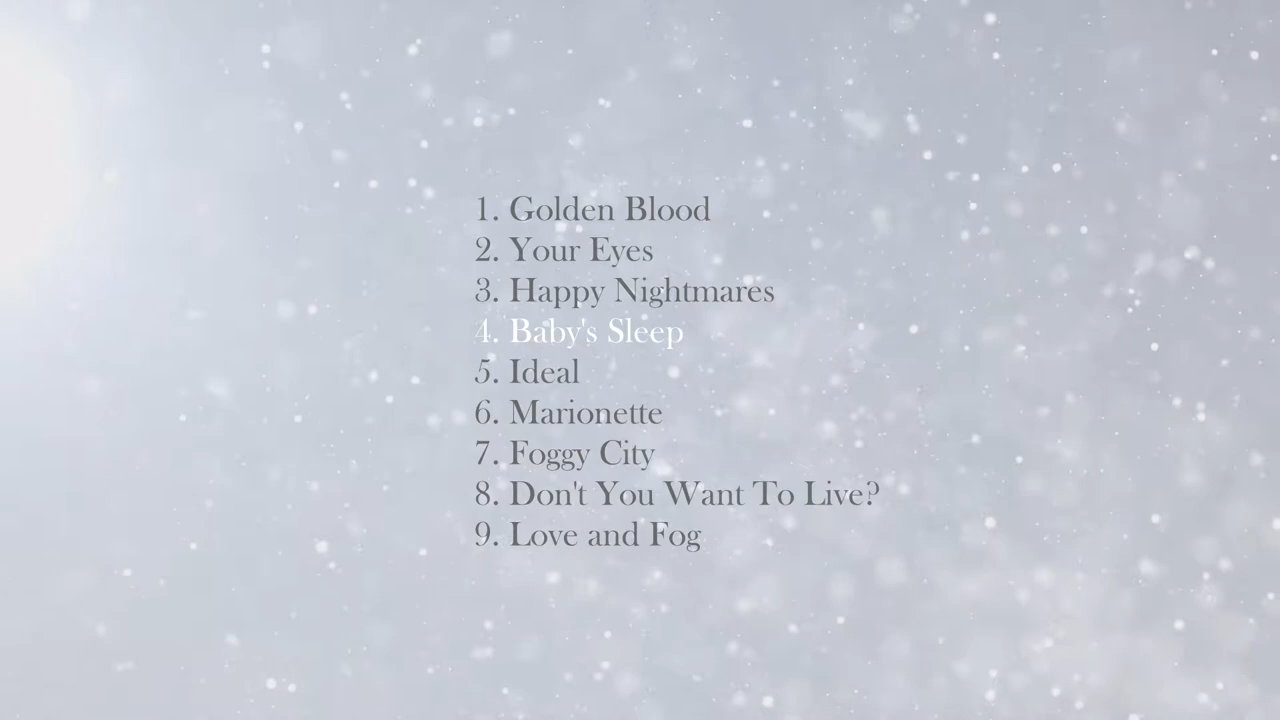 1. Golden Blood
2. Your Eyes
3. Happy Nightmares
4. Baby's Sleep
5. Ideal
6. Marionette
7. Foggy City
8. Don't You Want To Live?
9. Love and Fog